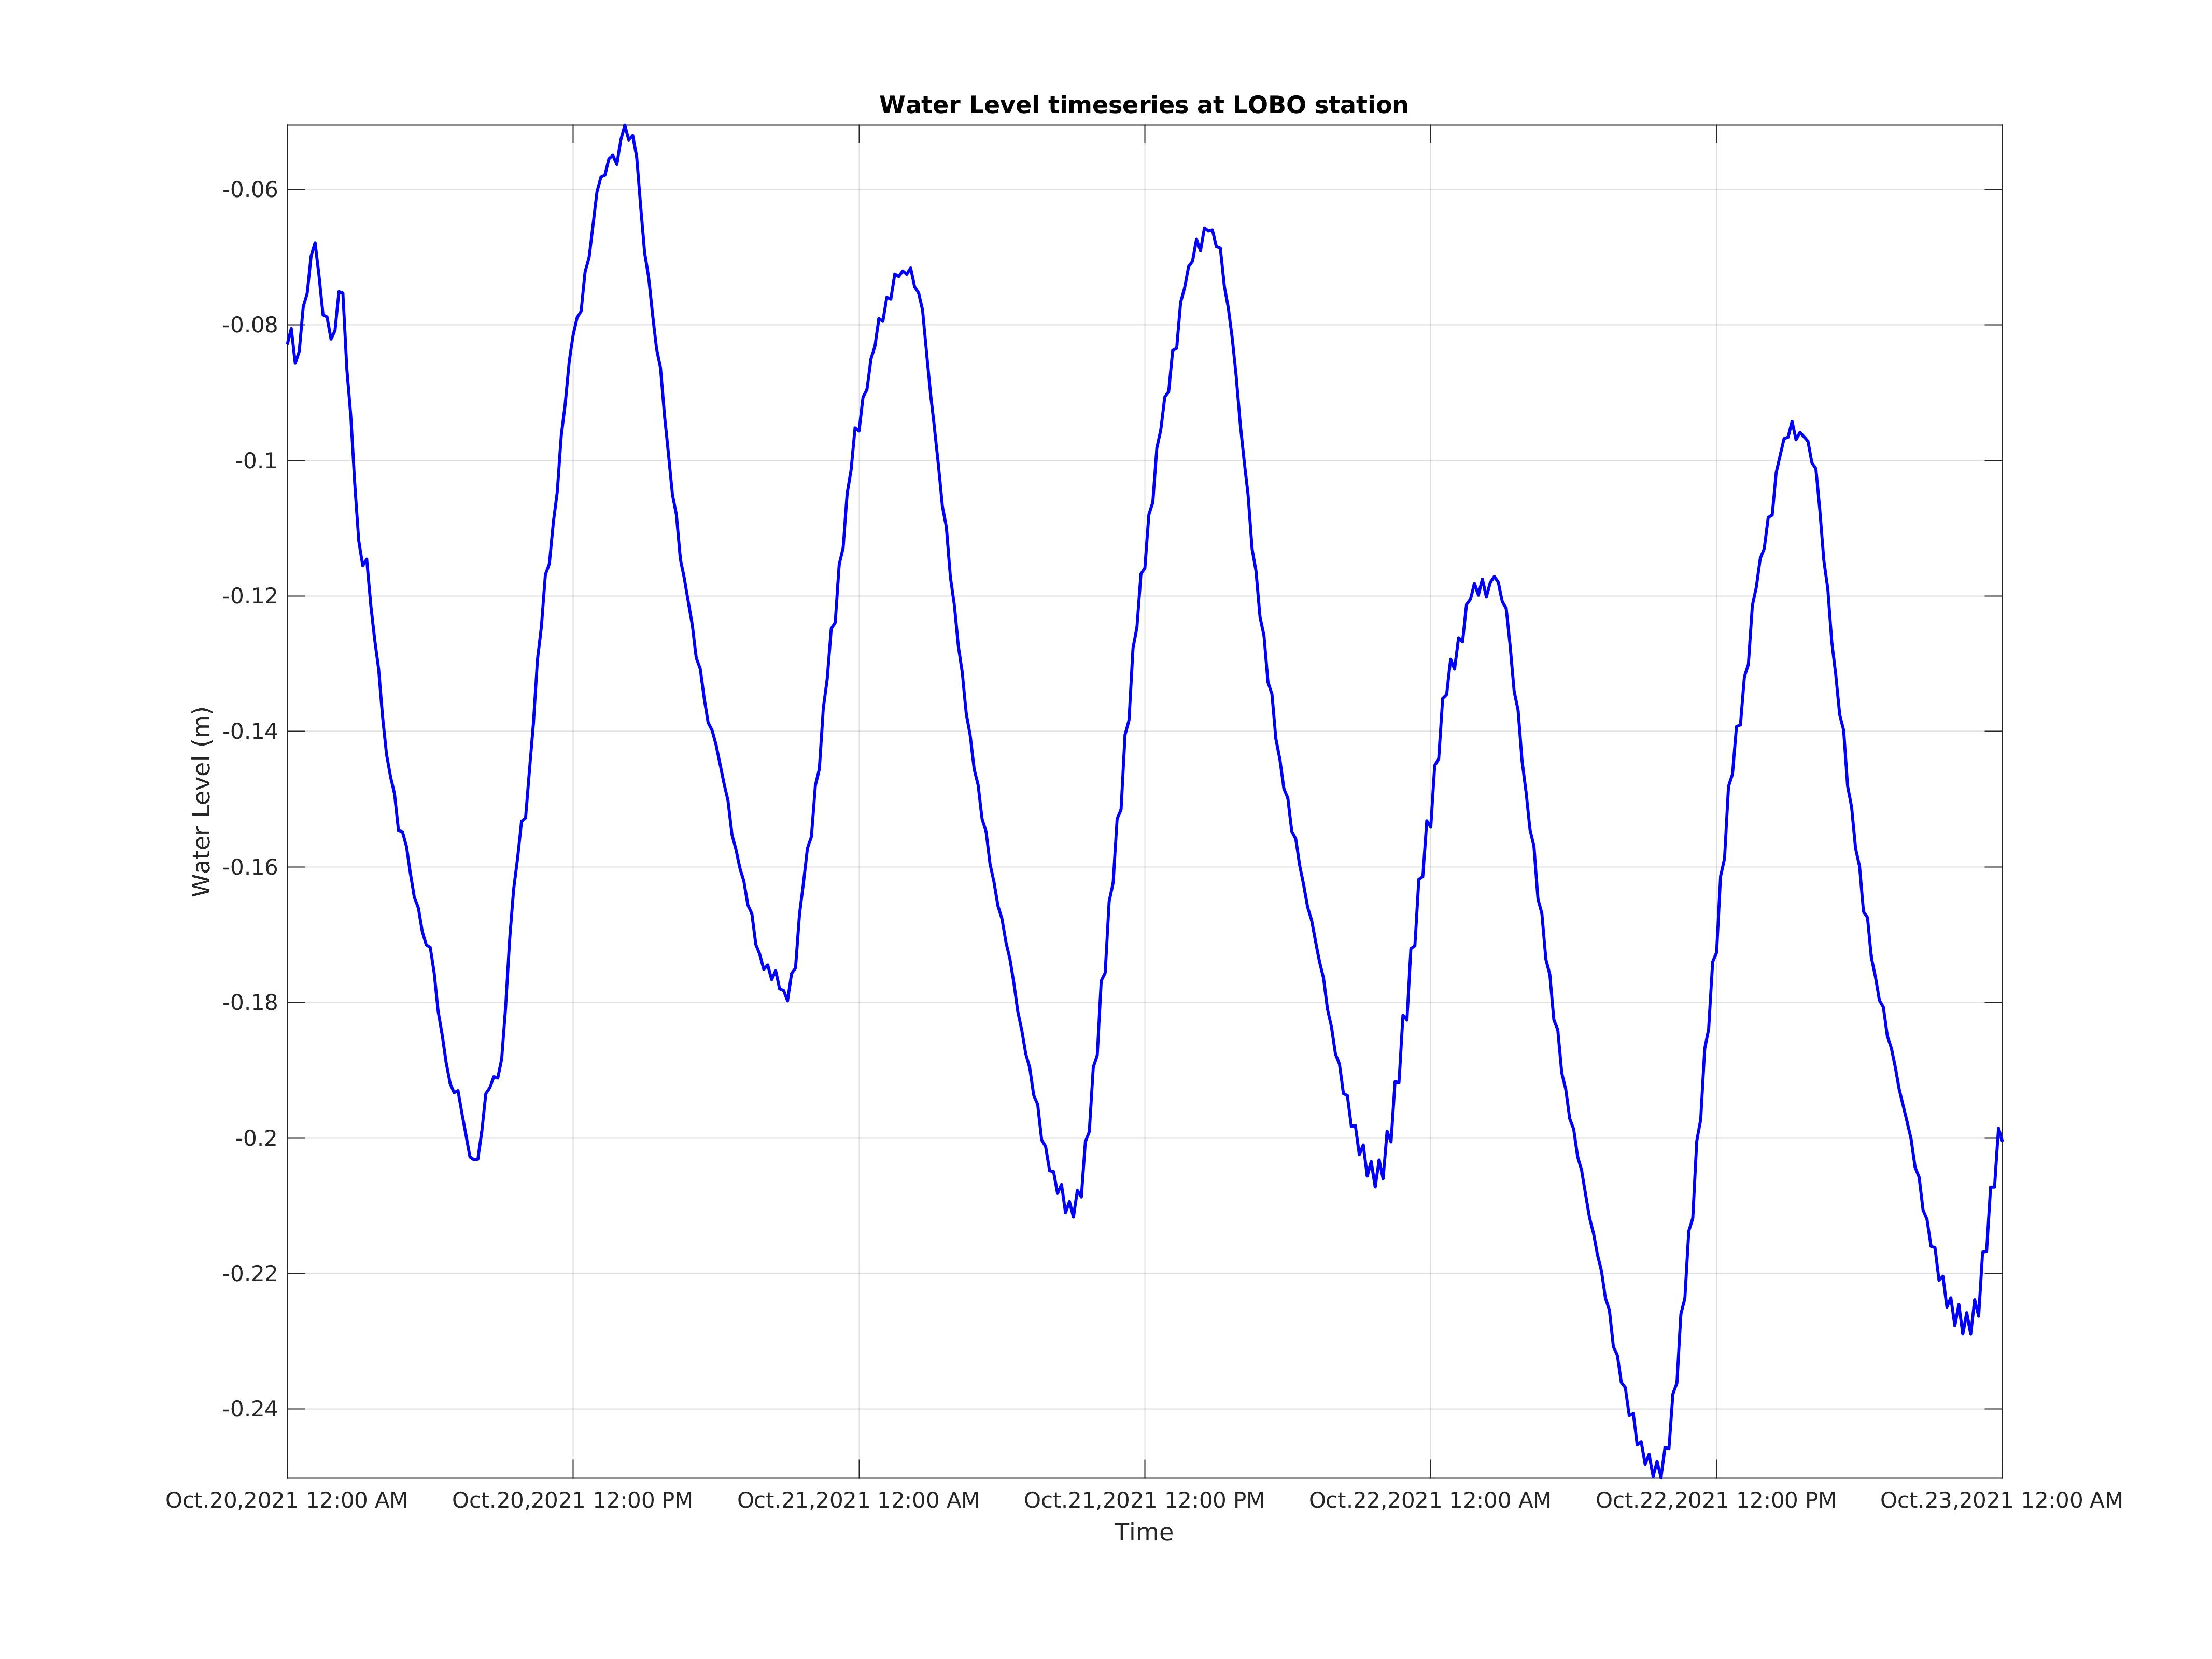 Water Level timeseries at LOBO station
-0.06
-0.08
-0.1
-0.12
-0.14
-0.16
-0.18
-0.2
-0.22
-0.24
Water Level (m)
Oct.20,2021 12:00 AM
Oct.20,2021 12:00 PM
Oct.21,2021 12:00 AM
Oct.21,2021 12:00 PM
Oct.22,2021 12:00 AM
Oct.22,2021 12:00 PM
Oct.23,2021 12:00 AM
Time